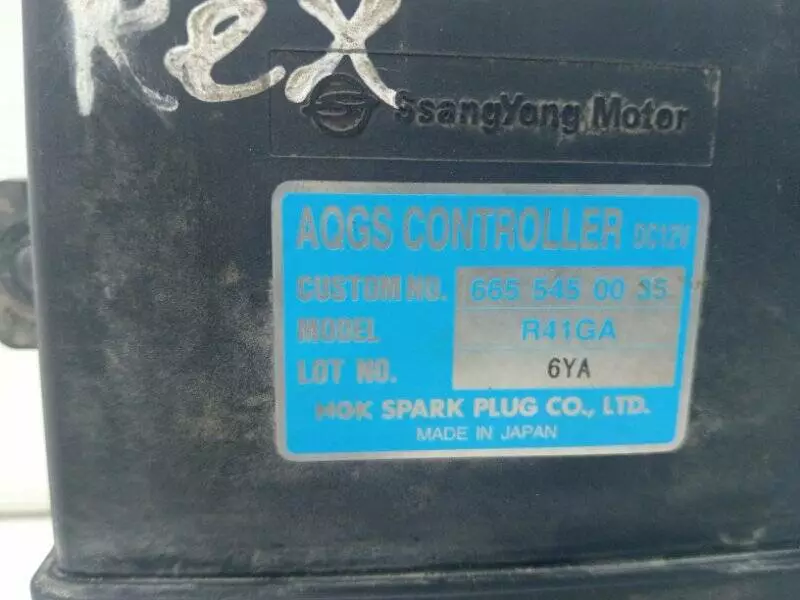 ReX
SsangYong Motor
AQGS CONTROLLER DC12V
CUSTOM NO. 665 545 00 35
MODEL R41GA
LOT NO. 6YA
NGK SPARK PLUG CO., LTD.
MADE IN JAPAN